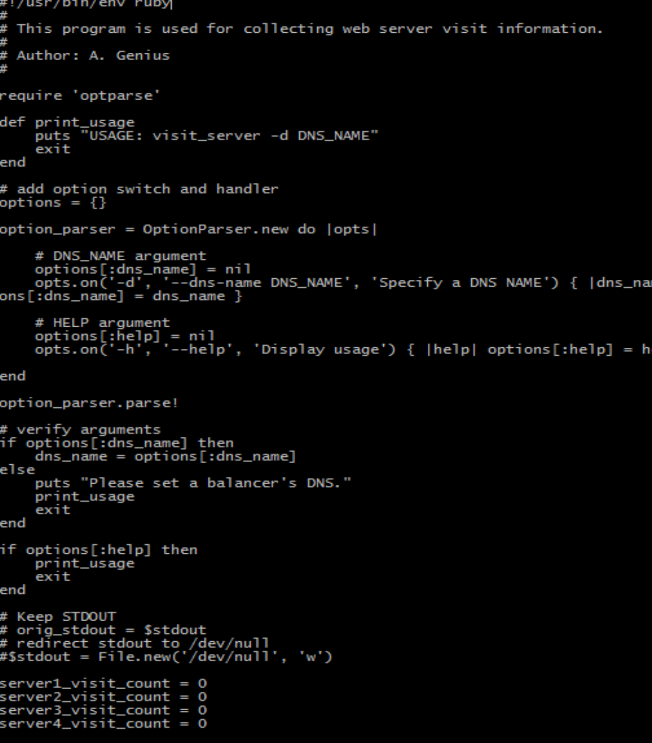 #!/usr/bin/env ruby
#
# This program is used for collecting web server visit information.
#
# Author: A. Genius
#
require 'optparse'
def print_usage
puts "USAGE: visit_server -d DNS_NAME"
exit
end
# add option switch and handler
options = {}
option_parser = OptionParser.new do |opts|
# DNS_NAME argument
options[:dns_name] = nil
opts.on('-d', '--dns-name DNS_NAME', 'Specify a DNS NAME') { |dns_na
ons[:dns_name] = dns_name }
# HELP argument
options[:help] = nil
opts.on('-h', '--help', 'Display usage') { |help| options[:help] = h
end
option_parser.parse!
# verify arguments
if options[:dns_name] then
dns_name = options[:dns_name]
else
puts "Please set a balancer's DNS."
print_usage
exit
end
if options[:help] then
print_usage
exit
end
# Keep STDOUT
# orig_stdout = $stdout
# redirect stdout to /dev/null
#$stdout = File.new('/dev/null', 'w')
server1_visit_count = 0
server2_visit_count = 0
server3_visit_count = 0
server4_visit_count = 0